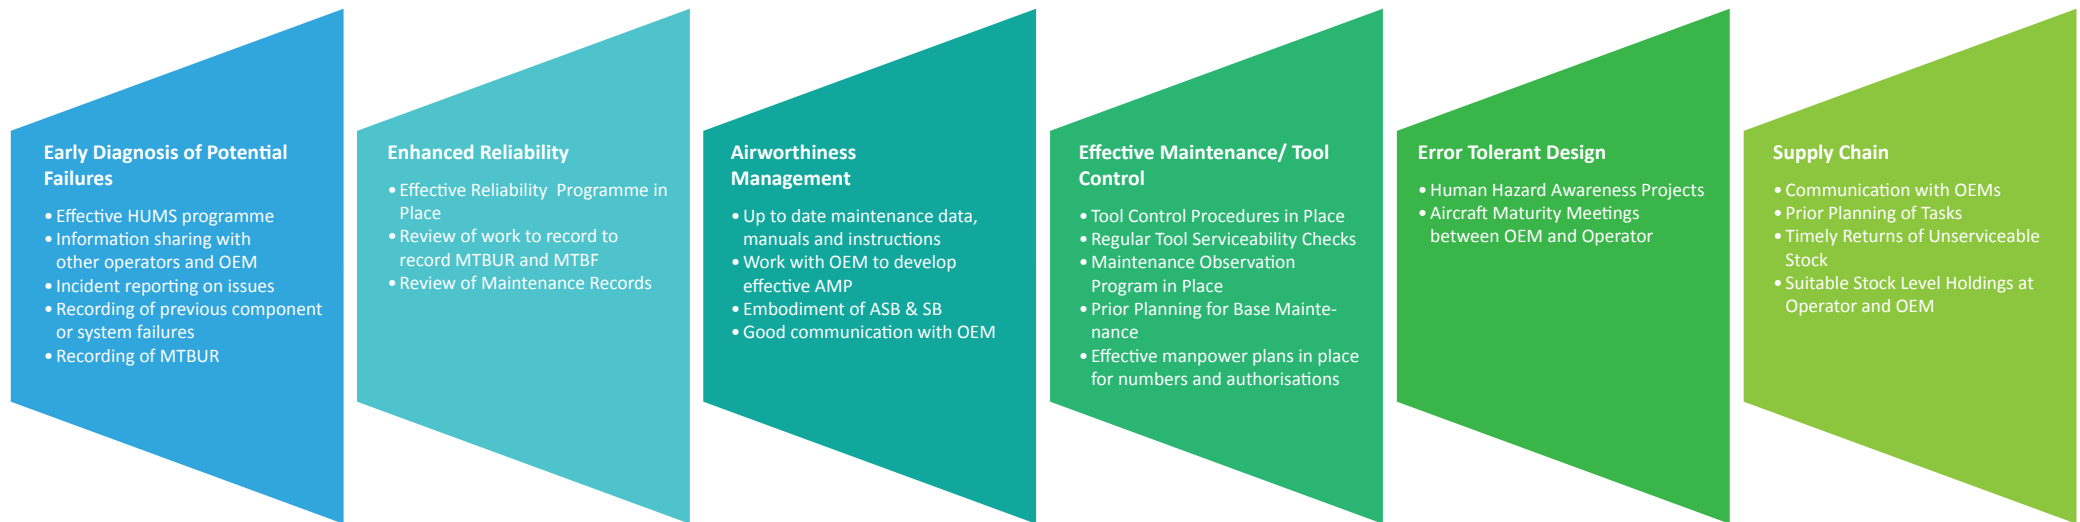 Early Diagnosis of Potential
Failures
• Effective HUMS programme
• Information sharing with
other operators and OEM
• Incident reporting on issues
• Recording of previous component
or system failures
• Recording of MTBUR
Enhanced Reliability
• Effective Reliability Programme in
Place
• Review of work to record to
record MTBUR and MTBF
• Review of Maintenance Records
Airworthiness
Management
• Up to date maintenance data,
manuals and instructions
• Work with OEM to develop
effective AMP
• Embodiment of ASB & SB
• Good communication with OEM
Effective Maintenance/ Tool
Control
• Tool Control Procedures in Place
• Regular Tool Serviceability Checks
• Maintenance Observation
Program in Place
• Prior Planning for Base Mainte-
nance
• Effective manpower plans in place
for numbers and authorisations
Error Tolerant Design
• Human Hazard Awareness Projects
• Aircraft Maturity Meetings
between OEM and Operator
Supply Chain
• Communication with OEMs
• Prior Planning of Tasks
• Timely Returns of Unserviceable
Stock
• Suitable Stock Level Holdings at
Operator and OEM